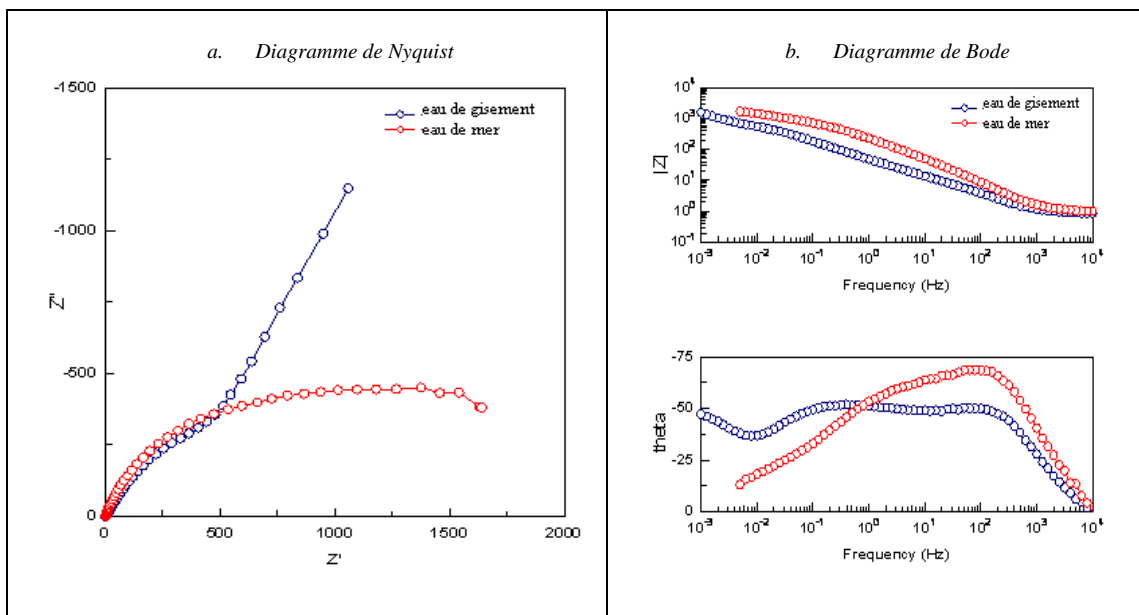 a. Diagramme de Nyquist
-1500
-1000
-500
0
Z''
0
500
1000
1500
2000
Z'
eau de gisement
eau de mer
b. Diagramme de Bode
10⁴
10³
10²
10¹
10⁰
10⁻¹
|Z|
eau de gisement
eau de mer
10⁻³
10⁻²
10⁻¹
10⁰
10¹
10²
10³
10⁴
Frequency (Hz)
-75
-50
-25
0
theta
10⁻³
10⁻²
10⁻¹
10⁰
10¹
10²
10³
10⁴
Frequency (Hz)